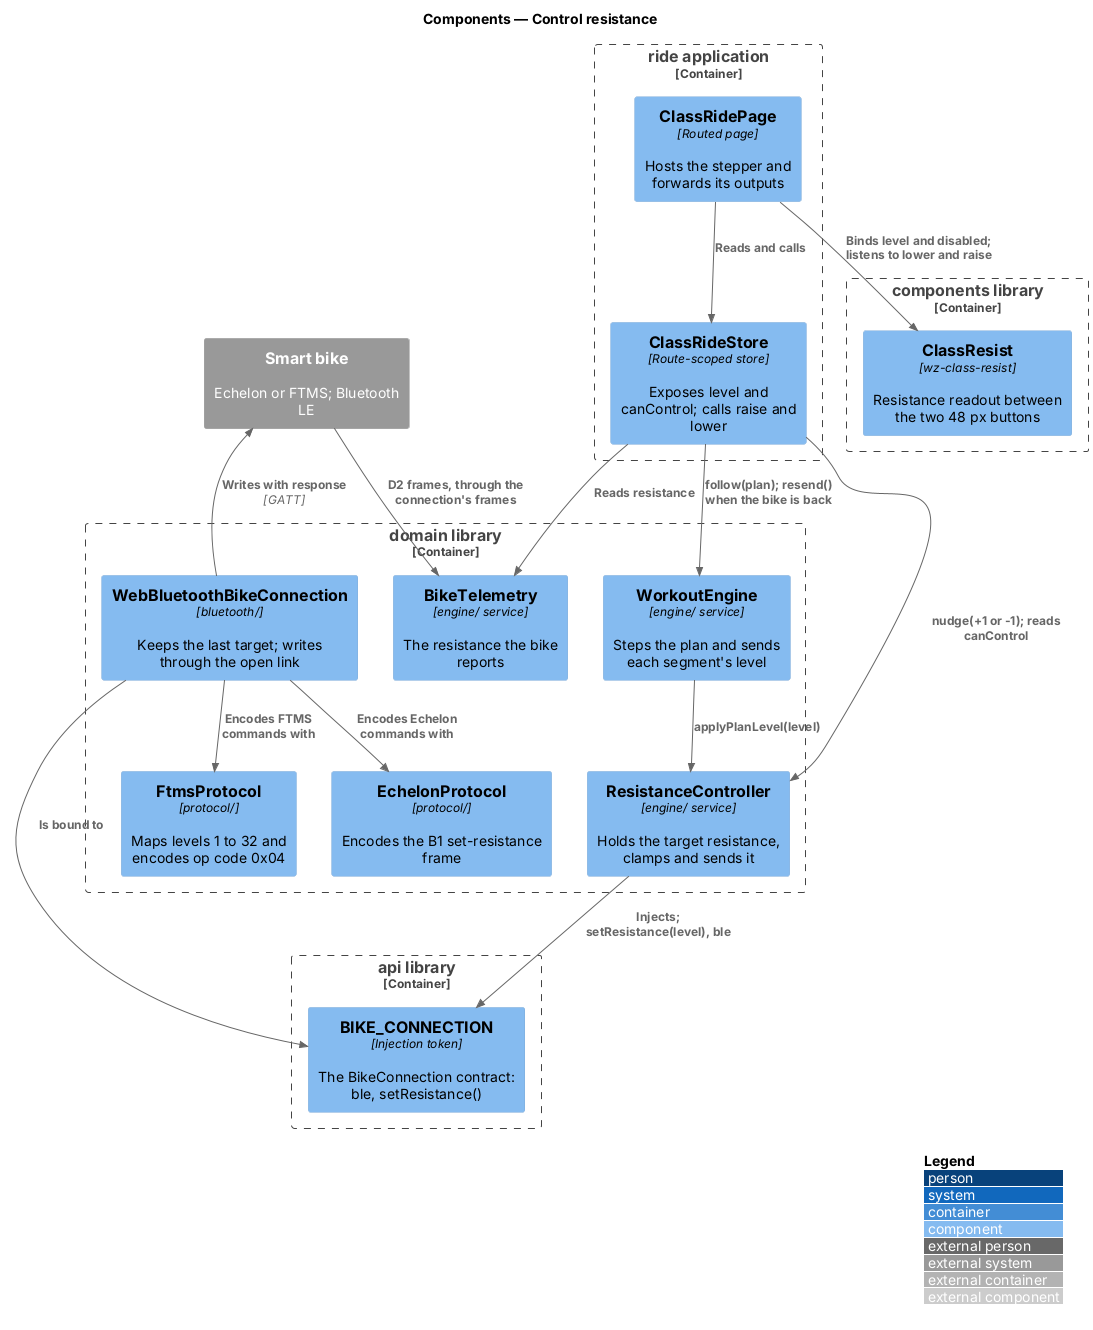 Components — Control resistance
ride application
[Container]
ClassRidePage
[Routed page]
Hosts the stepper and
forwards its outputs
Reads and calls
Binds level and disabled;
listens to lower and raise
components library
[Container]
ClassResist
[wz-class-resist]
Resistance readout between
the two 48 px buttons
ClassRideStore
[Route-scoped store]
Exposes level and
canControl; calls raise and
lower
Smart bike
Echelon or FTMS; Bluetooth
LE
Writes with response
[GATT]
D2 frames, through the
connection's frames
Reads resistance
follow(plan); resend()
when the bike is back
nudge(+1 or -1); reads
canControl
domain library
[Container]
WebBluetoothBikeConnection
[bluetooth/]
Keeps the last target; writes
through the open link
BikeTelemetry
[engine/ service]
The resistance the bike
reports
WorkoutEngine
[engine/ service]
Steps the plan and sends
each segment's level
Encodes FTMS
commands with
Encodes Echelon
commands with
applyPlanLevel(level)
Is bound to
FtmsProtocol
[protocol/]
Maps levels 1 to 32 and
encodes op code 0x04
EchelonProtocol
[protocol/]
Encodes the B1 set-resistance
frame
ResistanceController
[engine/ service]
Holds the target resistance,
clamps and sends it
Injects;
setResistance(level), ble
api library
[Container]
BIKE_CONNECTION
[Injection token]
The BikeConnection contract:
ble, setResistance()
Legend
person
system
container
component
external person
external system
external container
external component